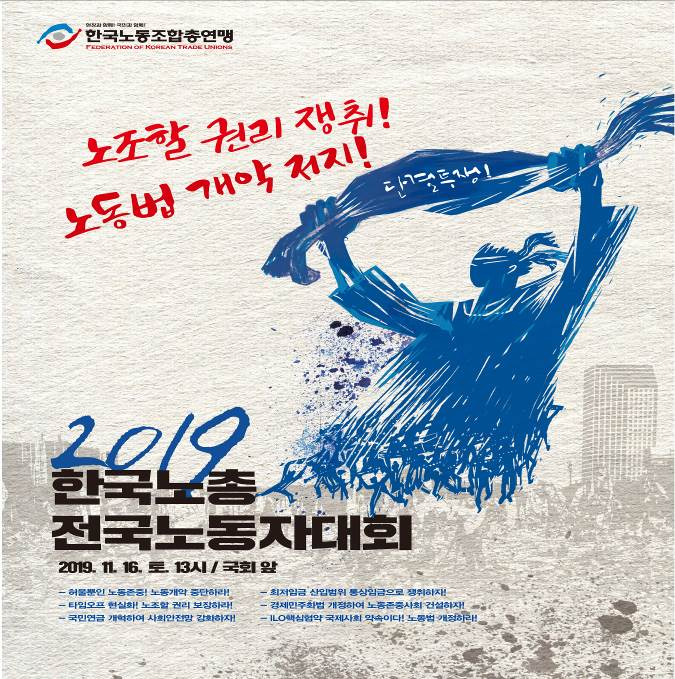 현장과 함께! 국민과 함께!
한국노동조합총연맹
FEDERATION OF KOREAN TRADE UNIONS
노조할 권리 쟁취!
노동법 개악 저지!
단결투쟁!
2019
한국노총
전국노동자대회
2019. 11. 16. 토. 13시 / 국회 앞
– 허울뿐인 노동존중! 노동개악 중단하라!
– 타임오프 현실화! 노조할 권리 보장하라!
– 국민연금 개혁하여 사회안전망 강화하자!
– 최저임금 산입범위 통상임금으로 쟁취하자!
– 경제민주화법 개정하여 노동존중사회 건설하자!
– ILO핵심협약 국제사회 약속이다! 노동법 개정하라!